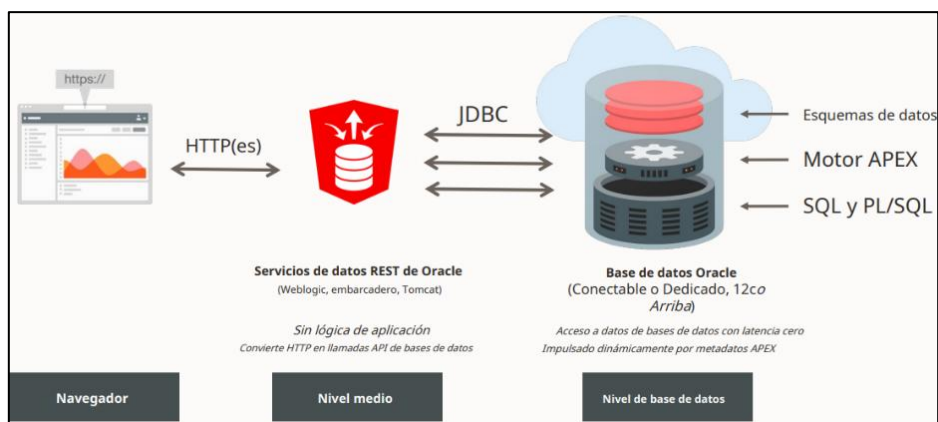 https://
HTTP(es)
JDBC
Esquemas de datos
Motor APEX
SQL y PL/SQL
Servicios de datos REST de Oracle
(Weblogic, embarcadero, Tomcat)
Sin lógica de aplicación
Convierte HTTP en llamadas API de bases de datos
Base de datos Oracle
(Conectable o Dedicado, 12co
Arriba)
Acceso a datos de bases de datos con latencia cero
Impulsado dinámicamente por metadatos APEX
Navegador
Nivel medio
Nivel de base de datos